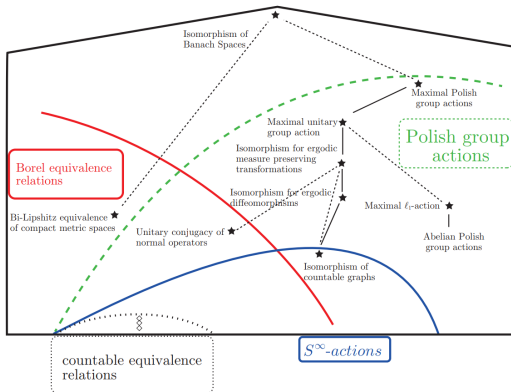 Isomorphism of
Banach Spaces
Maximal Polish
group actions
Maximal unitary
group action
Polish group
actions
Isomorphism for ergodic
measure preserving
transformations
Borel equivalence
relations
Isomorphism for ergodic
diffeomorphisms
Maximal ℓ₁-action
Bi-Lipshitz equivalence
of compact metric spaces
Unitary conjugacy of
normal operators
Abelian Polish
group actions
Isomorphism of
countable graphs
S^∞-actions
countable equivalence
relations